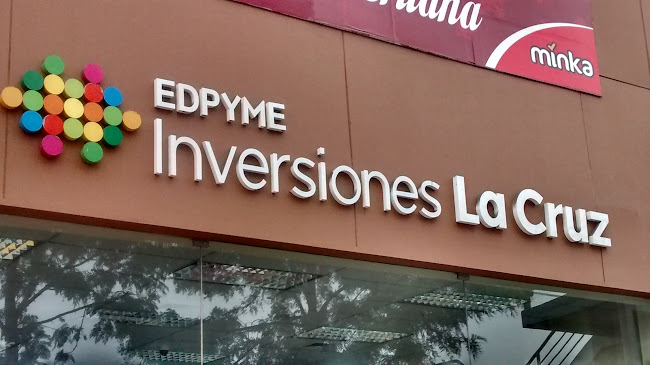 minka
EDPYME
Inversiones La Cruz